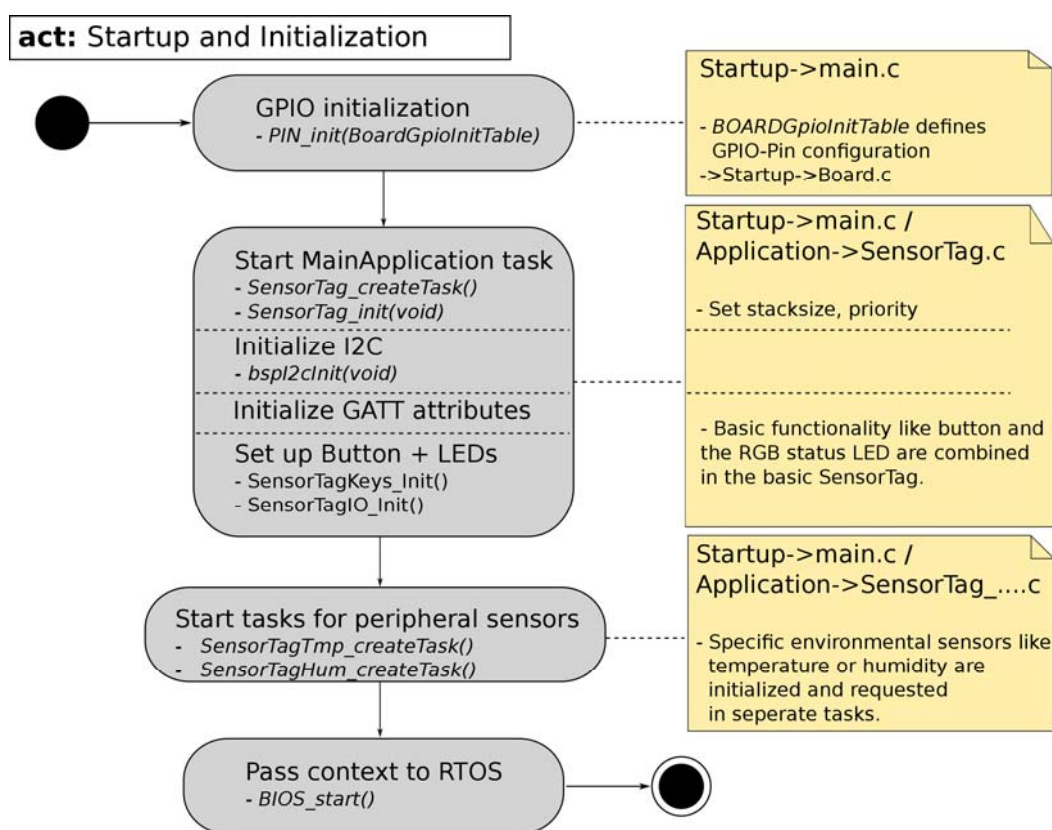 act: Startup and Initialization
GPIO initialization
- PIN_init(BoardGpioInitTable)
Startup->main.c
- BOARDGpioInitTable defines
GPIO-Pin configuration
->Startup->Board.c
Start MainApplication task
- SensorTag_createTask()
- SensorTag_init(void)
Initialize I2C
- bspI2cInit(void)
Initialize GATT attributes
Set up Button + LEDs
- SensorTagKeys_Init()
- SensorTagIO_Init()
Startup->main.c /
Application->SensorTag.c
- Set stacksize, priority
- Basic functionality like button and
the RGB status LED are combined
in the basic SensorTag.
Start tasks for peripheral sensors
- SensorTagTmp_createTask()
- SensorTagHum_createTask()
Startup->main.c /
Application->SensorTag_....c
- Specific environmental sensors like
temperature or humidity are
initialized and requested
in seperate tasks.
Pass context to RTOS
- BIOS_start()